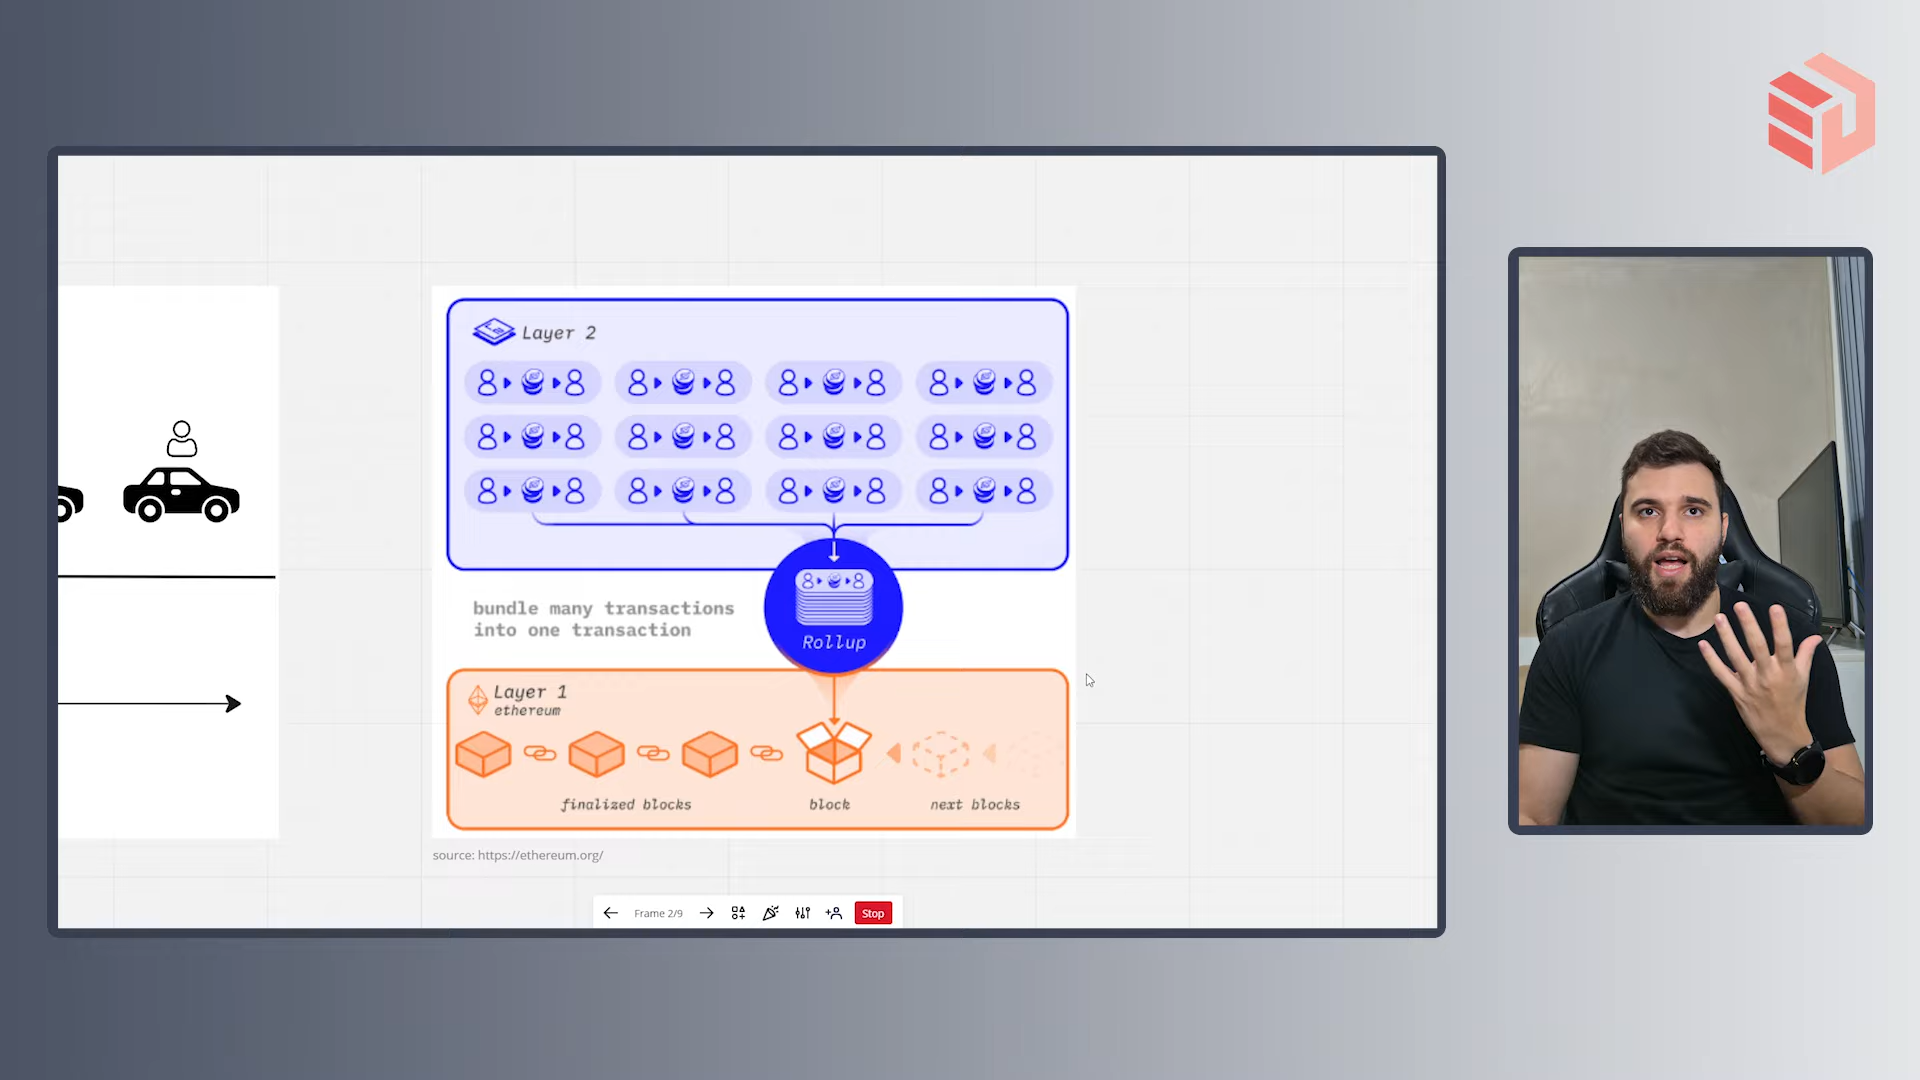 Layer 2
bundle many transactions
into one transaction
Rollup
Layer 1
ethereum
finalized blocks
block
next blocks
source: https://ethereum.org/
Frame 2/9
Stop